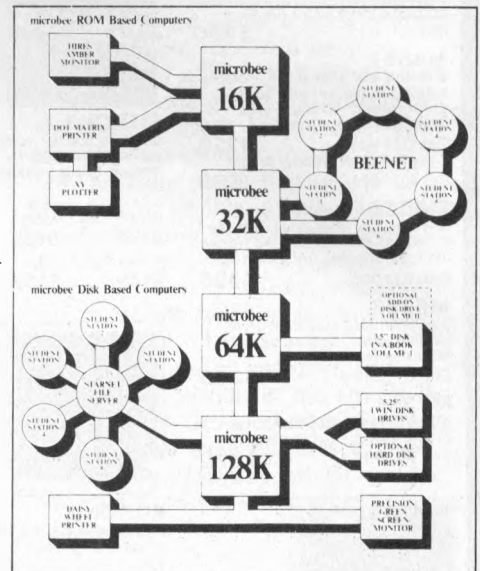 microbee ROM Based Computers
HIRES
AMBER
MONITOR
DOT MATRIX
PRINTER
XY
PLOTTER
microbee
16K
microbee
32K
BEENET
STUDENT
STATION
1
STUDENT
STATION
2
STUDENT
STATION
3
STUDENT
STATION
STUDENT
STATION
STUDENT
STATION
microbee Disk Based Computers
STUDENT
STATION
STUDENT
STATION
STUDENT
STATION
STUDENT
STATION
4
STUDENT
STATION
STARNET
FILE
SERVER
microbee
64K
OPTIONAL
ADD-ON
DISK DRIVE
VOLUME II
3.5" DISK
IN A BOOK
VOLUME I
microbee
128K
5.25"
TWIN DISK
DRIVES
OPTIONAL
HARD DISK
DRIVES
DAISY
WHEEL
PRINTER
PRECISION
GREEN
SCREEN
MONITOR